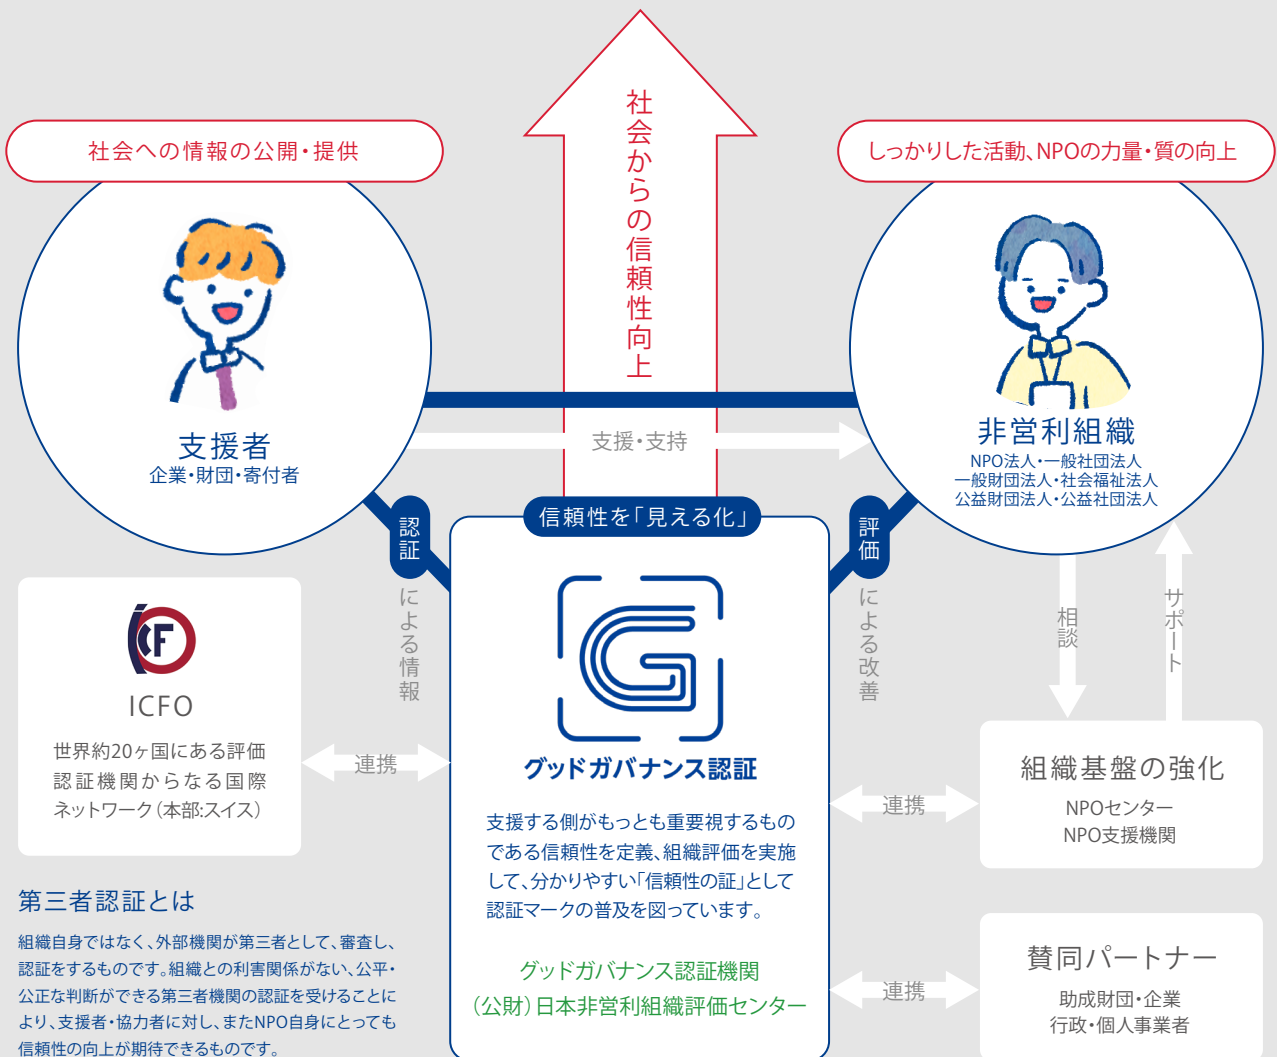 社会からの信頼性向上
社会への情報の公開・提供
しっかりした活動、NPOの力量・質の向上
支援者
企業・財団・寄付者
支援・支持
非営利組織
NPO法人・一般社団法人
一般財団法人・社会福祉法人
公益財団法人・公益社団法人
認証
による情報
信頼性を「見える化」
評価
による改善
相談
サポート
G
グッドガバナンス認証
支援する側がもっとも重要視するもの
である信頼性を定義、組織評価を実施
して、分かりやすい「信頼性の証」として
認証マークの普及を図っています。
グッドガバナンス認証機関
(公財)日本非営利組織評価センター
ICFO
ICFO
世界約20ヶ国にある評価
認証機関からなる国際
ネットワーク(本部:スイス)
連携
連携
組織基盤の強化
NPOセンター
NPO支援機関
連携
賛同パートナー
助成財団・企業
行政・個人事業者
第三者認証とは
組織自身ではなく、外部機関が第三者として、審査し、
認証をするものです。組織との利害関係がない、公平・
公正な判断ができる第三者機関の認証を受けることに
より、支援者・協力者に対し、またNPO自身にとっても
信頼性の向上が期待できるものです。